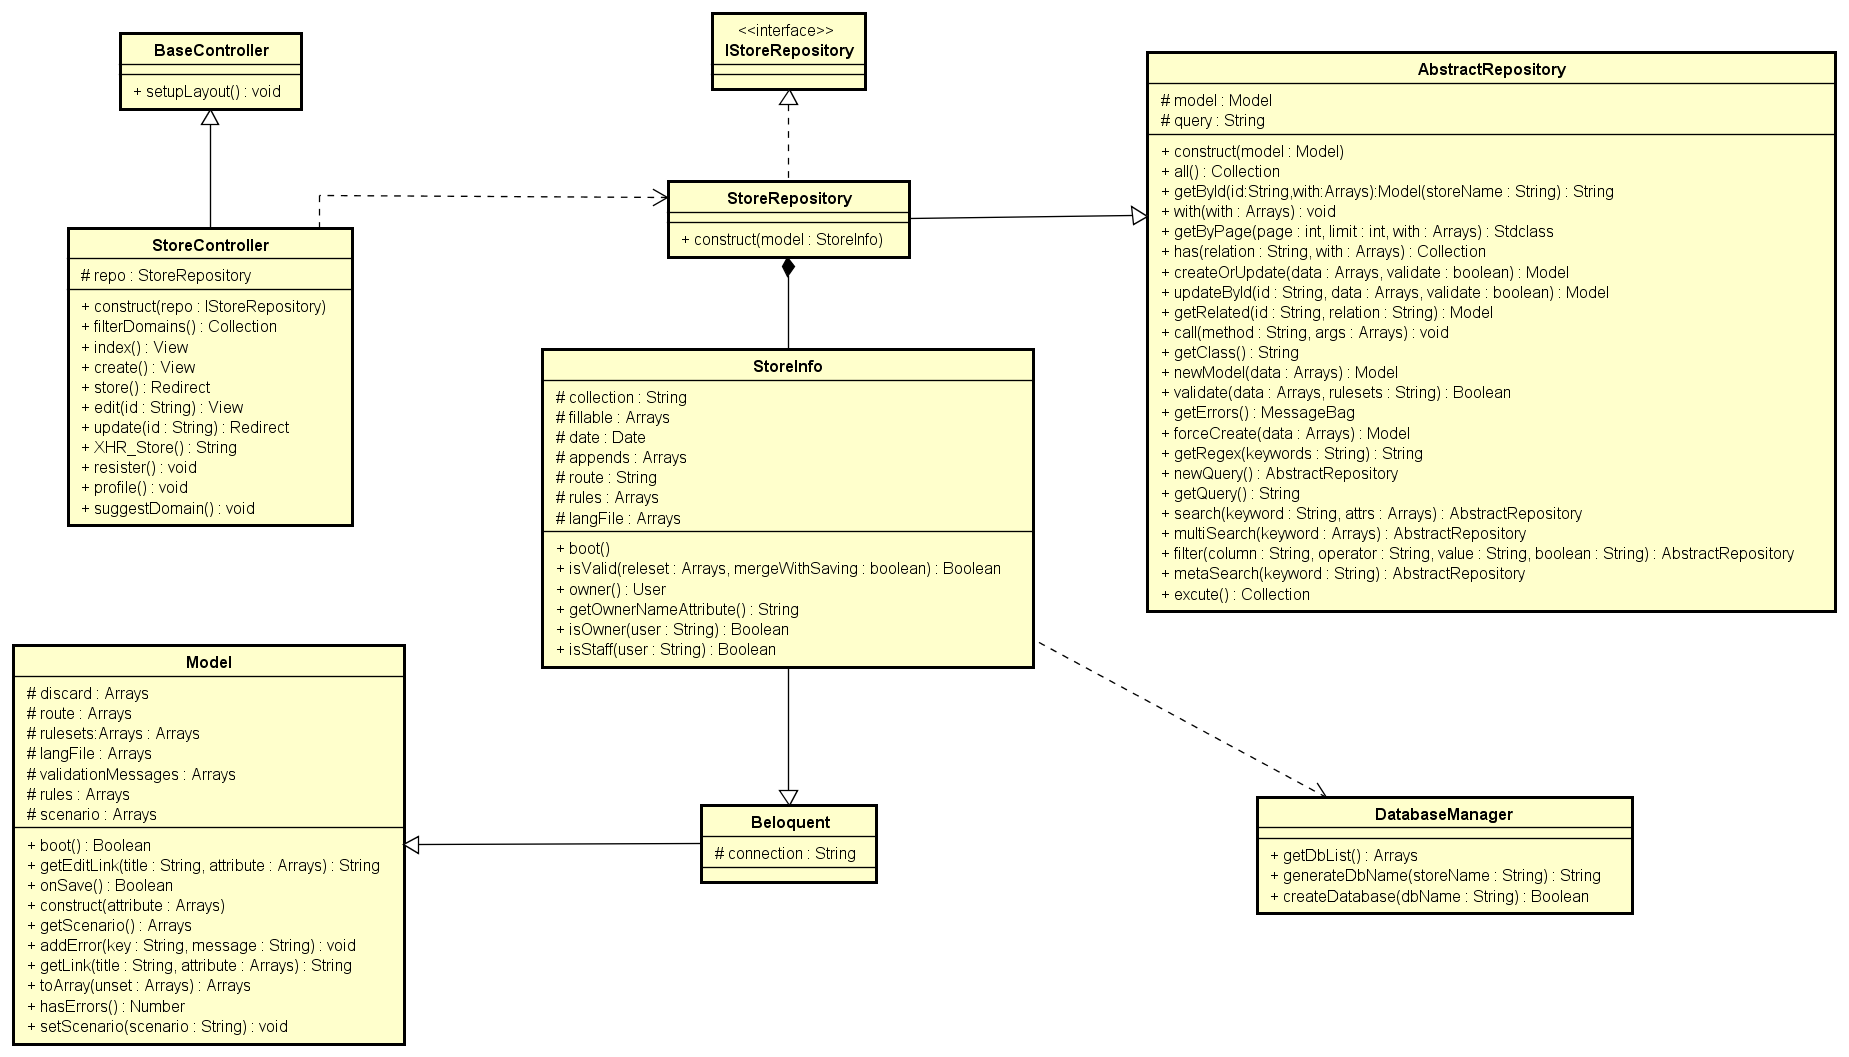 BaseController
+ setupLayout() : void
<<interface>>
IStoreRepository
AbstractRepository
# model : Model
# query : String
+ construct(model : Model)
+ all() : Collection
+ getById(id:String,with:Arrays):Model(storeName : String) : String
+ with(with : Arrays) : void
+ getByPage(page : int, limit : int, with : Arrays) : Stdclass
+ has(relation : String, with : Arrays) : Collection
+ createOrUpdate(data : Arrays, validate : boolean) : Model
+ updateById(id : String, data : Arrays, validate : boolean) : Model
+ getRelated(id : String, relation : String) : Model
+ call(method : String, args : Arrays) : void
+ getClass() : String
+ newModel(data : Arrays) : Model
+ validate(data : Arrays, rulesets : String) : Boolean
+ getErrors() : MessageBag
+ forceCreate(data : Arrays) : Model
+ getRegex(keywords : String) : String
+ newQuery() : AbstractRepository
+ getQuery() : String
+ search(keyword : String, attrs : Arrays) : AbstractRepository
+ multiSearch(keyword : Arrays) : AbstractRepository
+ filter(column : String, operator : String, value : String, boolean : String) : AbstractRepository
+ metaSearch(keyword : String) : AbstractRepository
+ excute() : Collection
StoreRepository
+ construct(model : StoreInfo)
StoreController
# repo : StoreRepository
+ construct(repo : IStoreRepository)
+ filterDomains() : Collection
+ index() : View
+ create() : View
+ store() : Redirect
+ edit(id : String) : View
+ update(id : String) : Redirect
+ XHR_Store() : String
+ resister() : void
+ profile() : void
+ suggestDomain() : void
StoreInfo
# collection : String
# fillable : Arrays
# date : Date
# appends : Arrays
# route : String
# rules : Arrays
# langFile : Arrays
+ boot()
+ isValid(releset : Arrays, mergeWithSaving : boolean) : Boolean
+ owner() : User
+ getOwnerNameAttribute() : String
+ isOwner(user : String) : Boolean
+ isStaff(user : String) : Boolean
Model
# discard : Arrays
# route : Arrays
# rulesets:Arrays : Arrays
# langFile : Arrays
# validationMessages : Arrays
# rules : Arrays
# scenario : Arrays
+ boot() : Boolean
+ getEditLink(title : String, attribute : Arrays) : String
+ onSave() : Boolean
+ construct(attribute : Arrays)
+ getScenario() : Arrays
+ addError(key : String, message : String) : void
+ getLink(title : String, attribute : Arrays) : String
+ toArray(unset : Arrays) : Arrays
+ hasErrors() : Number
+ setScenario(scenario : String) : void
Beloquent
# connection : String
DatabaseManager
+ getDbList() : Arrays
+ generateDbName(storeName : String) : String
+ createDatabase(dbName : String) : Boolean